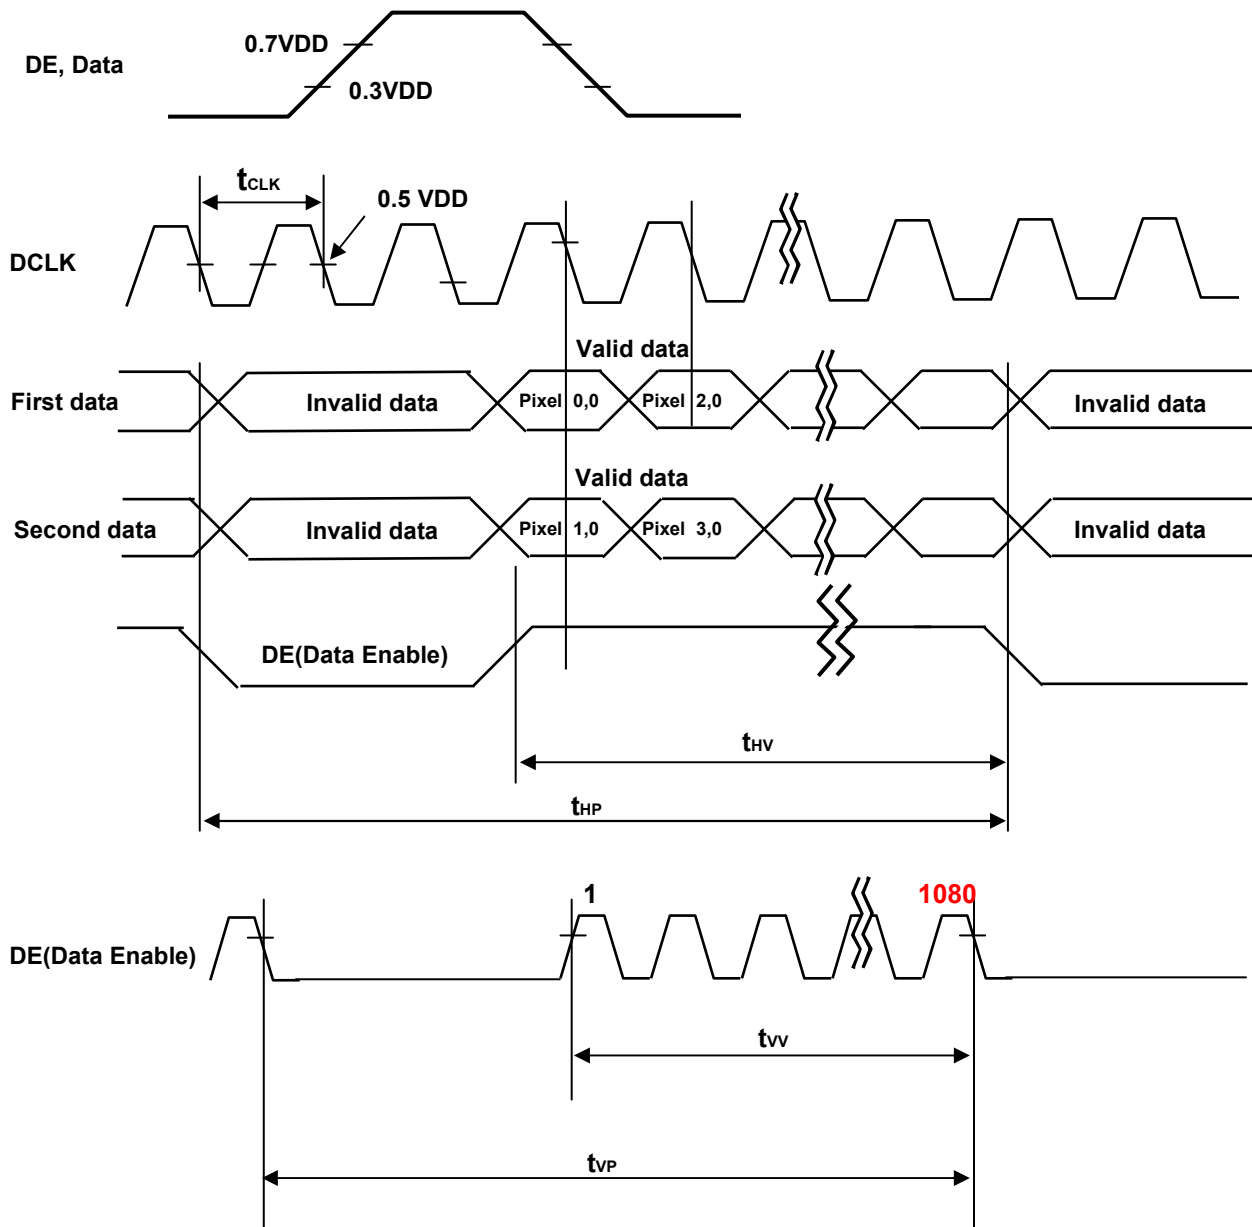 0.7VDD
DE, Data
0.3VDD
tCLK
0.5 VDD
DCLK
Valid data
First data
Invalid data
Pixel 0,0
Pixel 2,0
Invalid data
Valid data
Second data
Invalid data
Pixel 1,0
Pixel 3,0
Invalid data
DE(Data Enable)
tHV
tHP
1
1080
DE(Data Enable)
tVV
tVP